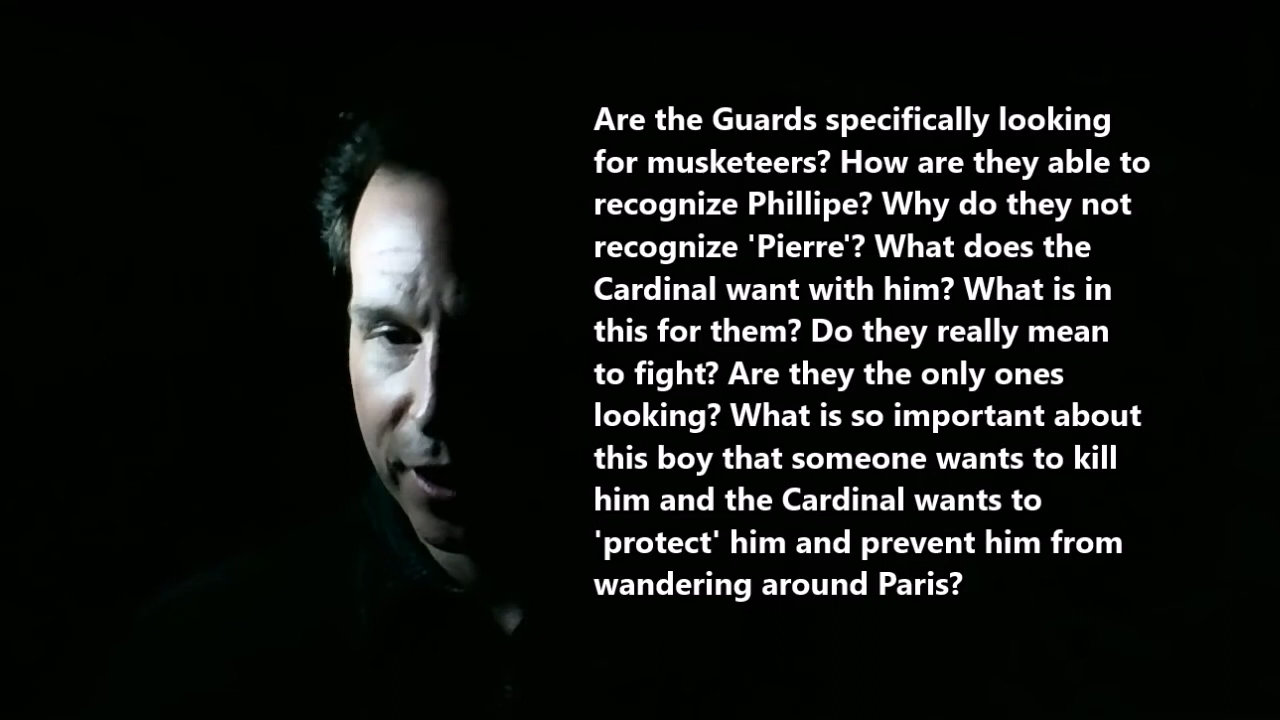 Are the Guards specifically looking
for musketeers? How are they able to
recognize Phillipe? Why do they not
recognize 'Pierre'? What does the
Cardinal want with him? What is in
this for them? Do they really mean
to fight? Are they the only ones
looking? What is so important about
this boy that someone wants to kill
him and the Cardinal wants to
'protect' him and prevent him from
wandering around Paris?